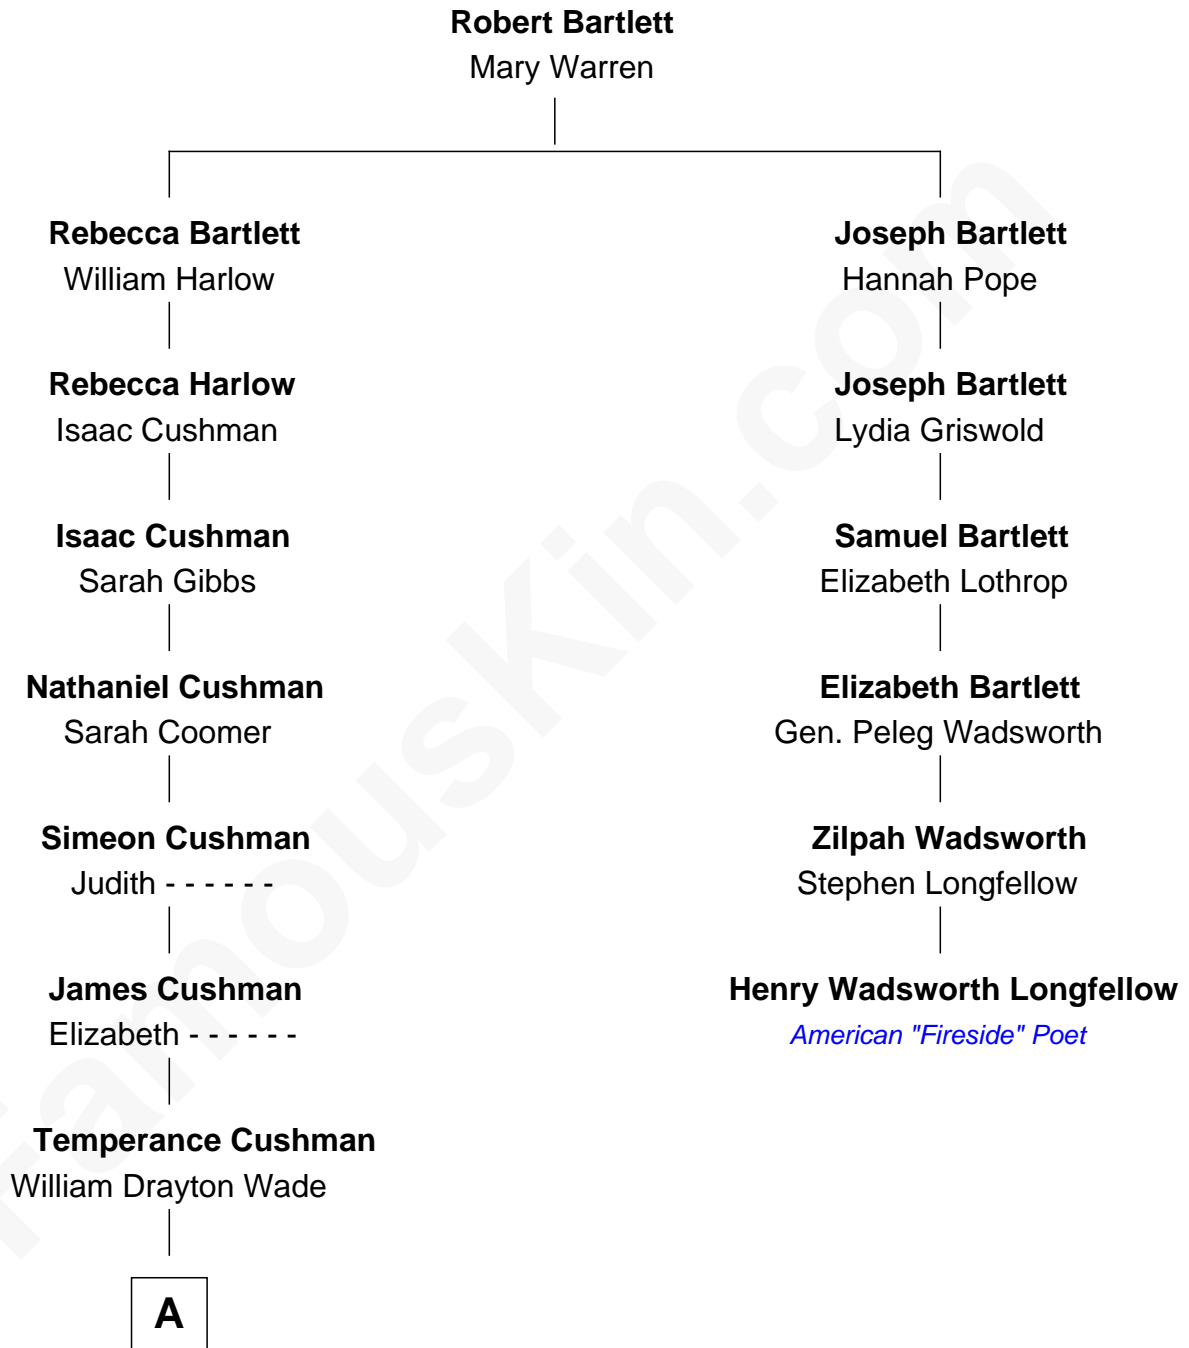 Robert Bartlett
Mary Warren
Rebecca Bartlett
William Harlow
Joseph Bartlett
Hannah Pope
Rebecca Harlow
Isaac Cushman
Joseph Bartlett
Lydia Griswold
Isaac Cushman
Sarah Gibbs
Samuel Bartlett
Elizabeth Lothrop
Nathaniel Cushman
Sarah Coomer
Elizabeth Bartlett
Gen. Peleg Wadsworth
Simeon Cushman
Judith - - - - - -
Zilpah Wadsworth
Stephen Longfellow
James Cushman
Elizabeth - - - - - -
Henry Wadsworth Longfellow
American "Fireside" Poet
Temperance Cushman
William Drayton Wade
A
FamousKin.com